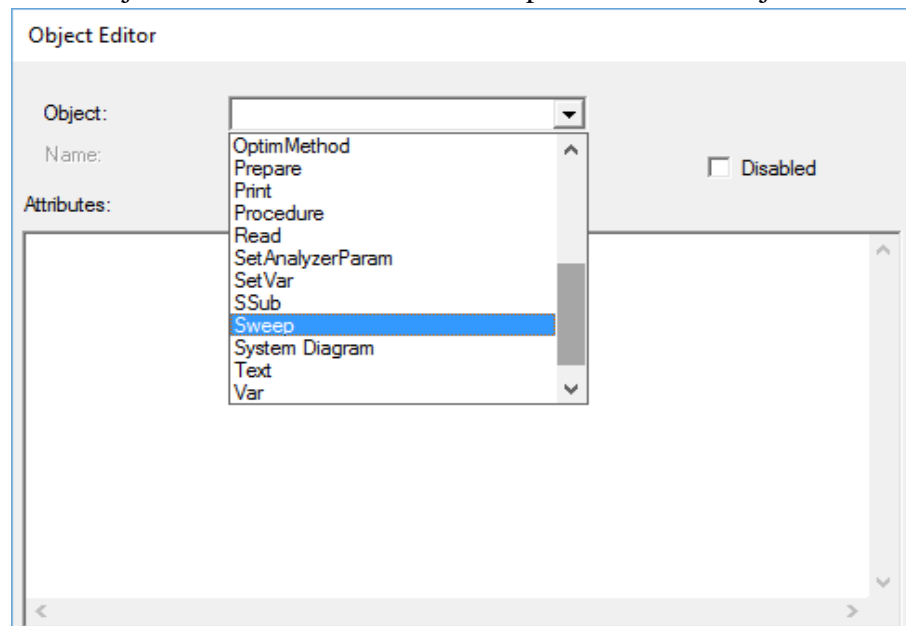 Object Editor
Object:
OptimMethod
Name:
Prepare
Disabled
Print
Attributes:
Procedure
Read
SetAnalyzerParam
SetVar
SSub
Sweep
System Diagram
Text
Var